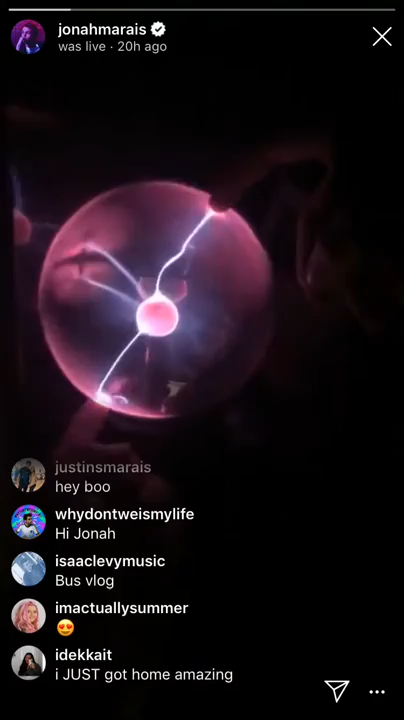 jonahmarais
was live · 20h ago
justinsmarais
hey boo
whydontweismylife
Hi Jonah
isaaclevymusic
Bus vlog
imactuallysummer
😍
idekkait
i JUST got home amazing